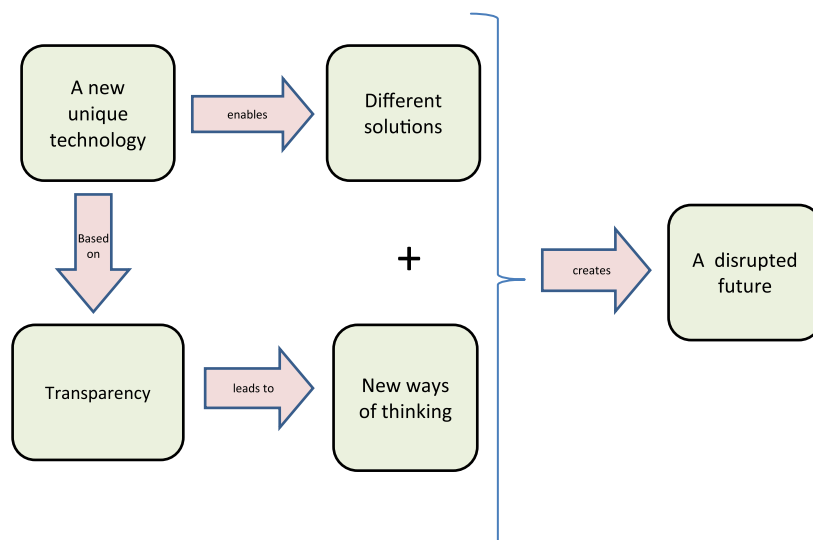 A new
unique
technology
enables
Different
solutions
Based
on
+
creates
A disrupted
future
Transparency
leads to
New ways
of thinking